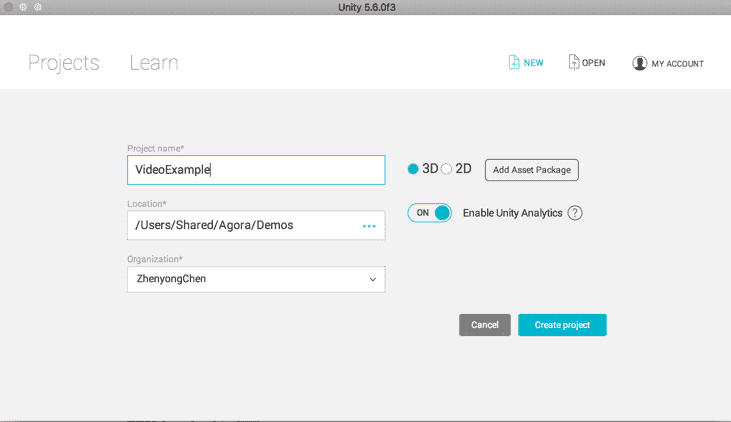 Unity 5.6.0f3
Projects Learn NEW OPEN MY ACCOUNT
Project name*
VideoExample
3D 2D Add Asset Package
Location*
/Users/Shared/Agora/Demos
ON Enable Unity Analytics ?
Organization*
ZhenyongChen
Cancel Create project